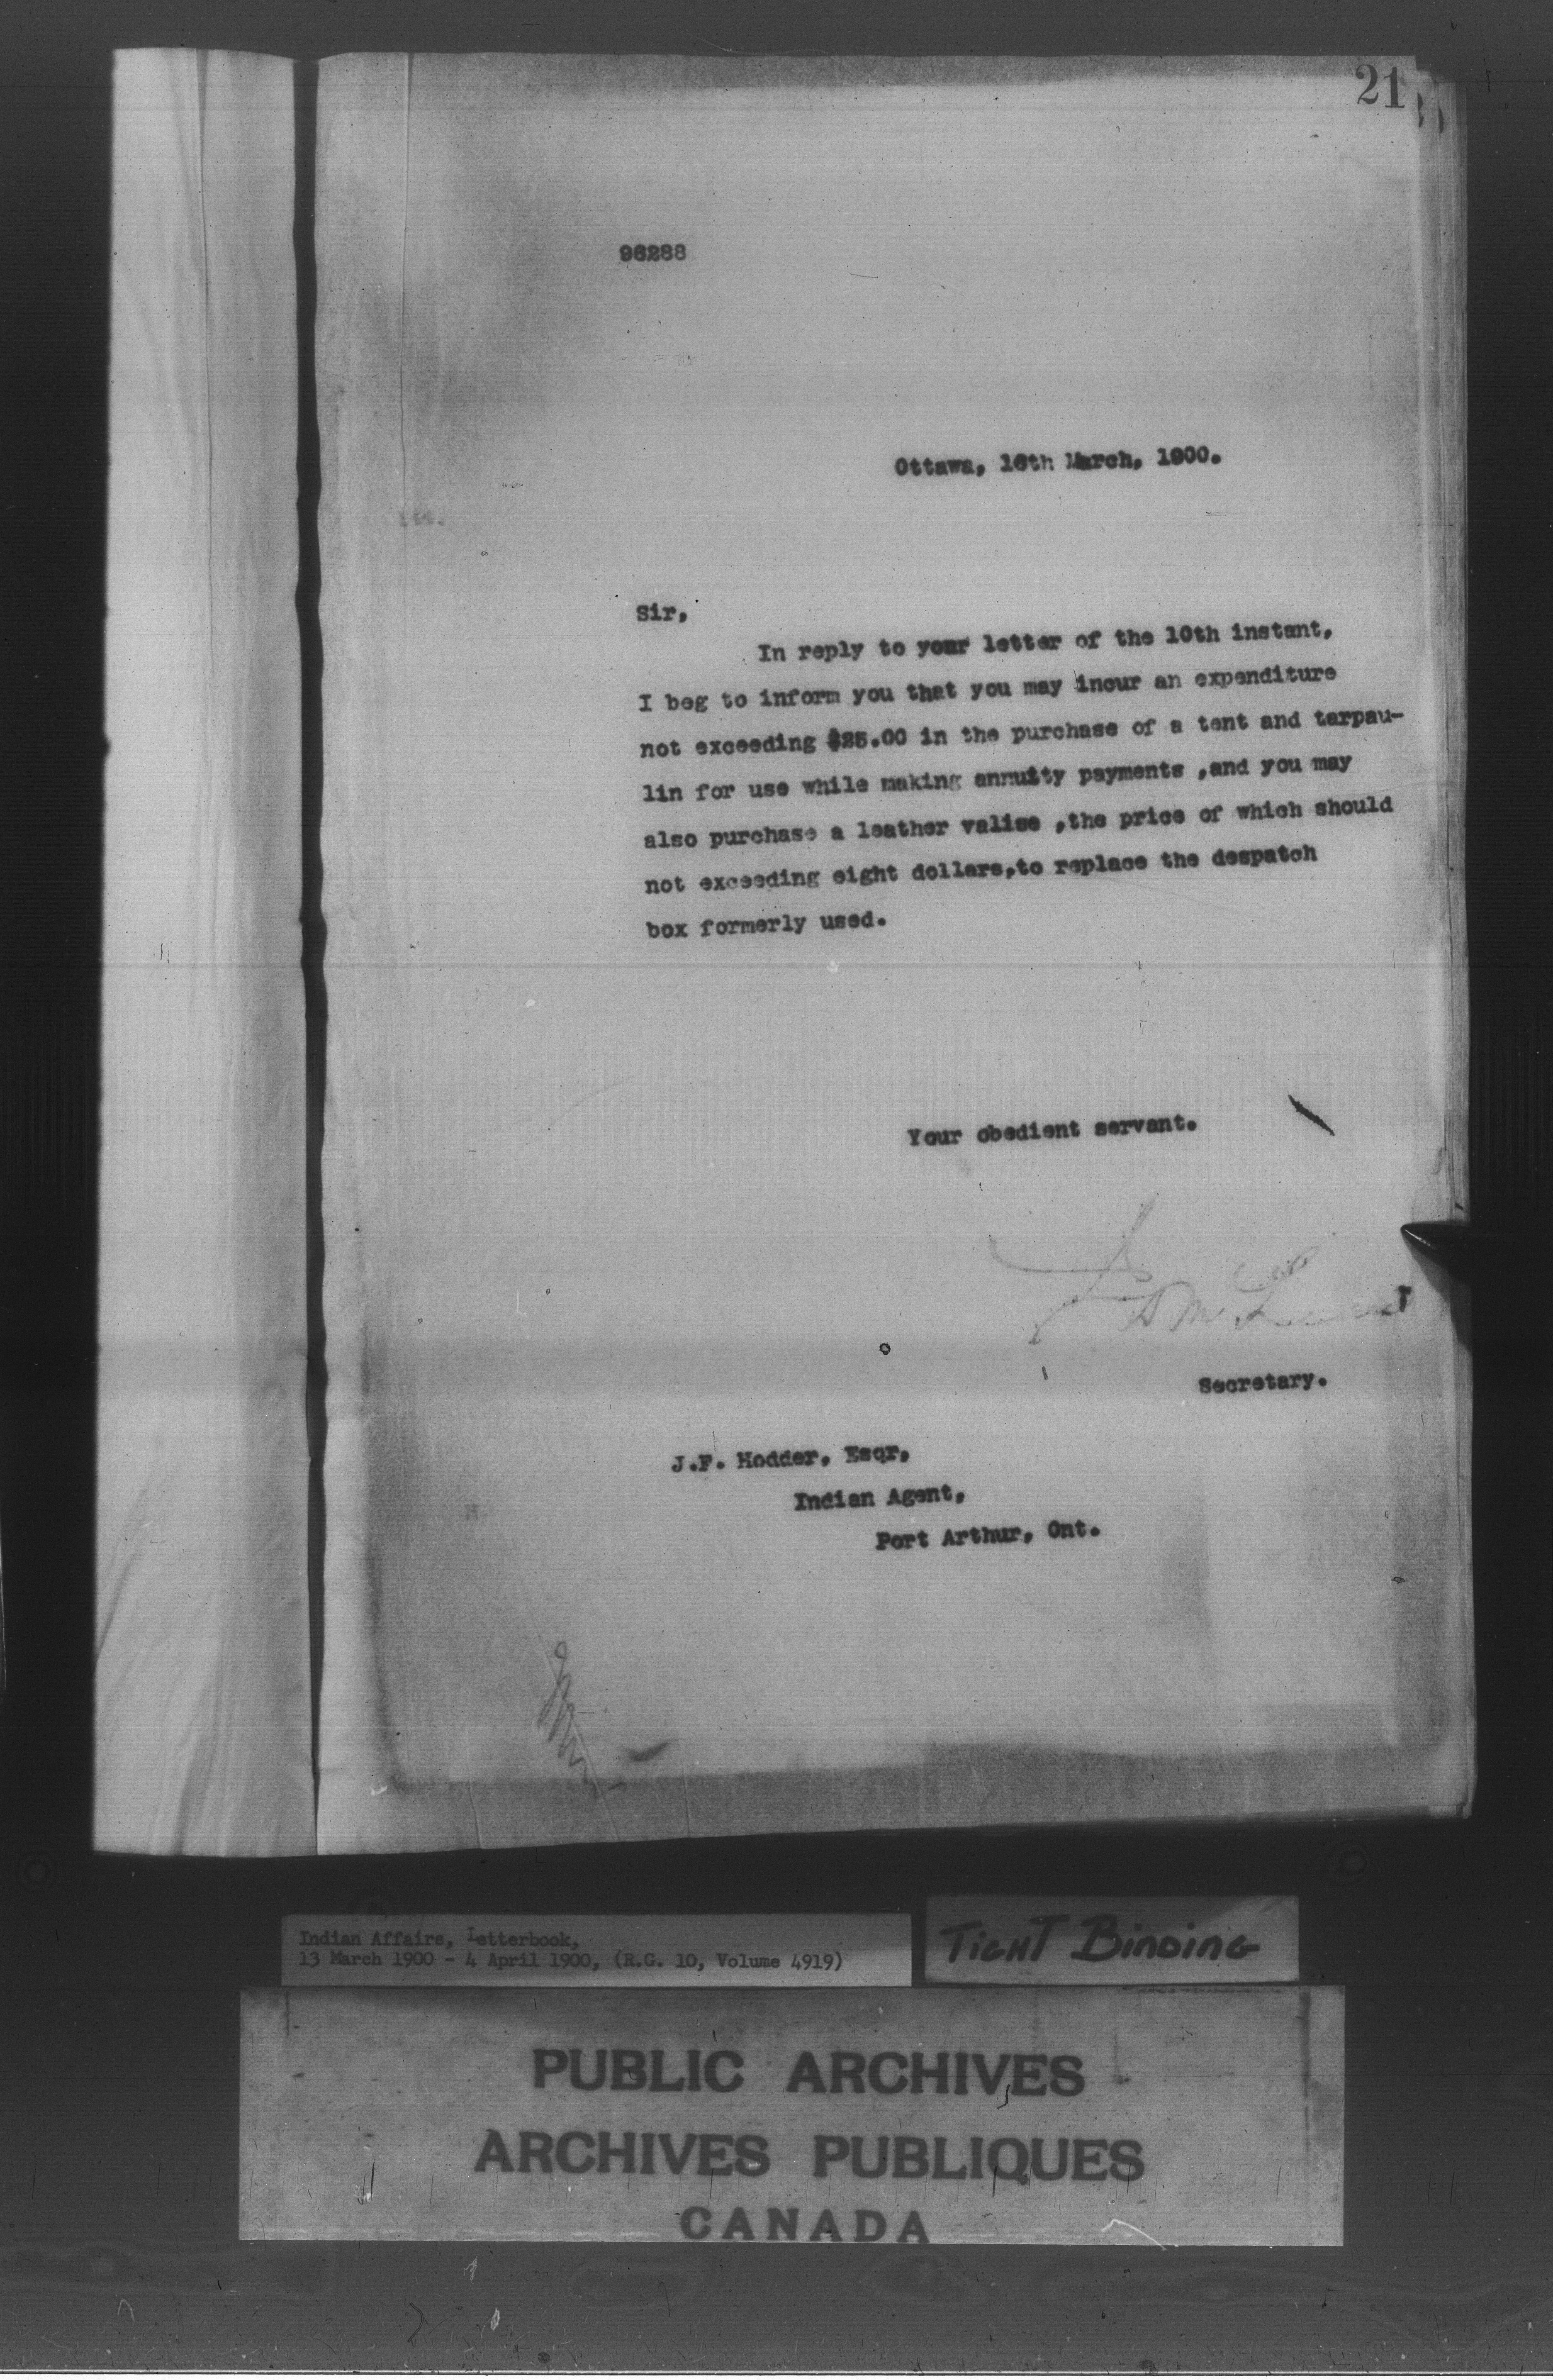 21
96288
Ottawa, 16th March, 1900.
Sir,
In reply to your letter of the 10th instant,
I beg to inform you that you may incur an expenditure
not exceeding $25.00 in the purchase of a tent and tarpau-
lin for use while making annuity payments ,and you may
also purchase a leather valise ,the price of which should
not exceeding eight dollars,to replace the despatch
box formerly used.
Your obedient servant.
Secretary.
J.F. Hodder, Esqr,
Indian Agent,
Port Arthur, Ont.
Indian Affairs, Letterbook,
13 March 1900 - 4 April 1900, (R.G. 10, Volume 4919)
TIGHT BINDING
PUBLIC ARCHIVES
ARCHIVES PUBLIQUES
CANADA